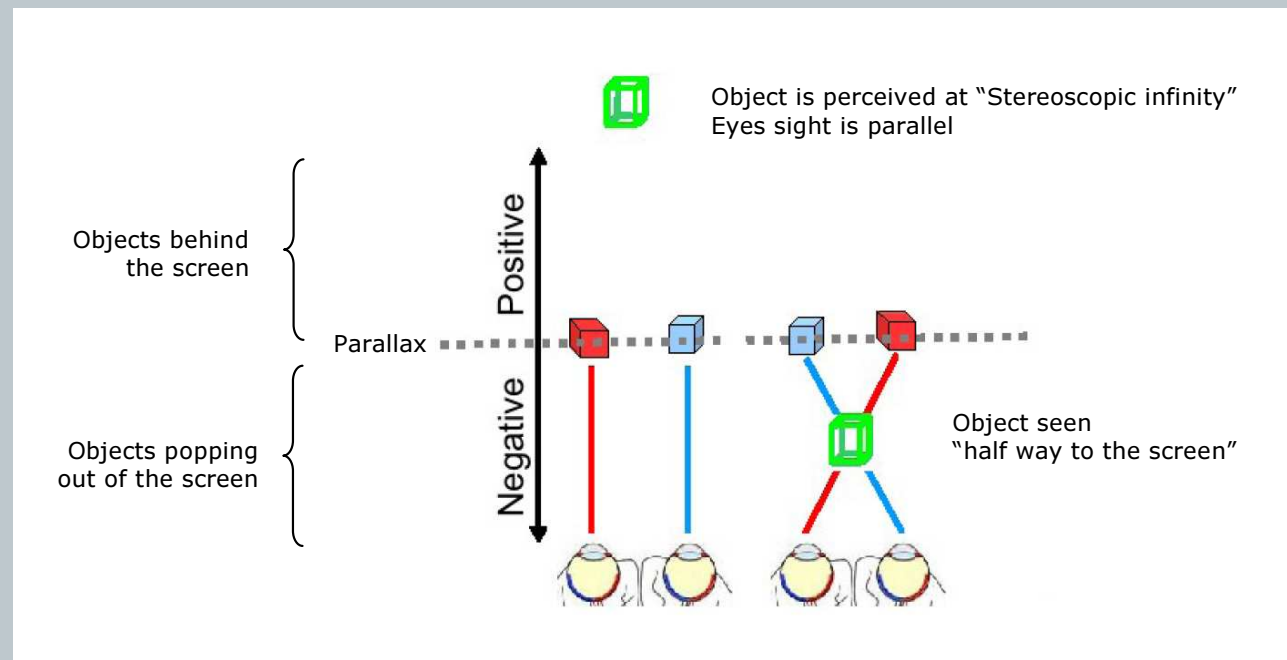 Object is perceived at “Stereoscopic infinity”
Eyes sight is parallel
Positive
Objects behind
the screen
Parallax
Negative
Objects popping
out of the screen
Object seen
“half way to the screen”